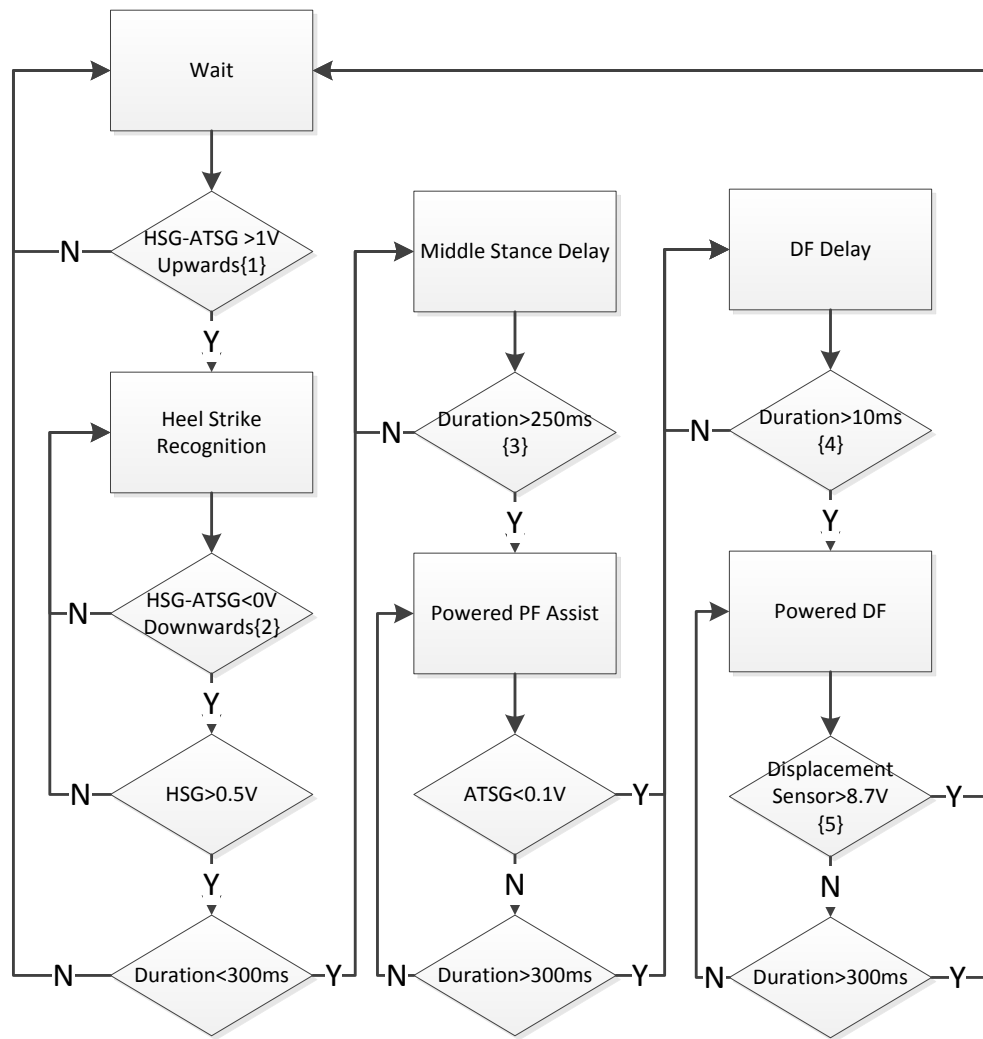 Wait
HSG-ATSG >1V
Upwards{1}
N
Y
Heel Strike
Recognition
HSG-ATSG<0V
Downwards{2}
N
Y
HSG>0.5V
N
Y
Duration<300ms
N
Y
Middle Stance Delay
Duration>250ms
{3}
N
Y
Powered PF Assist
ATSG<0.1V
Y
N
Duration>300ms
N
Y
DF Delay
Duration>10ms
{4}
N
Y
Powered DF
Displacement
Sensor>8.7V
{5}
Y
N
Duration>300ms
N
Y